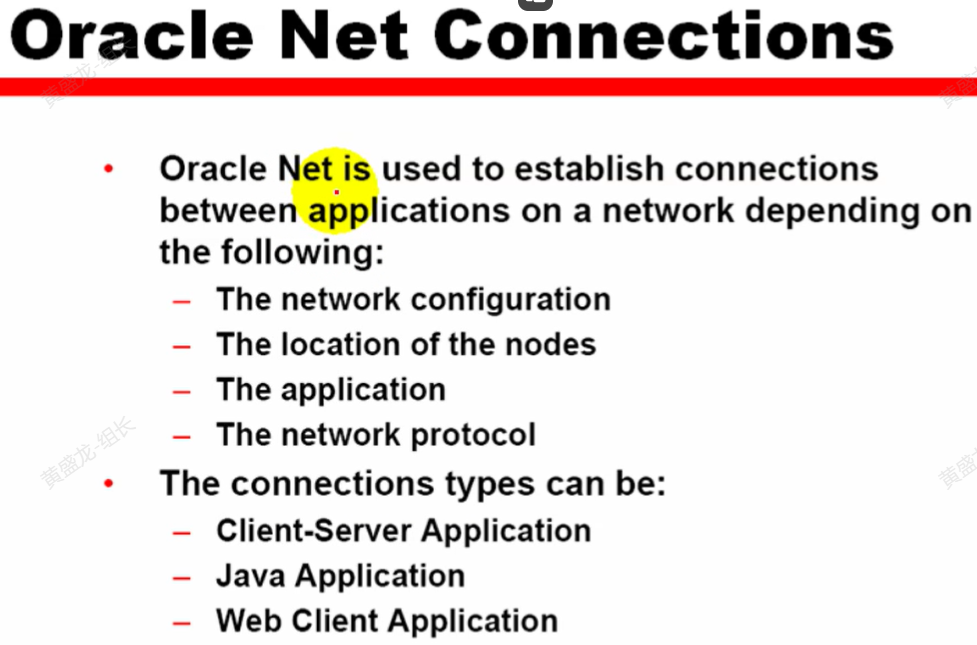 Oracle Net Connections
黄盛龙-组长
• Oracle Net is used to establish connections
between applications on a network depending on
the following:
– The network configuration
– The location of the nodes
– The application
– The network protocol
黄盛龙-组长
• The connections types can be:
– Client-Server Application
– Java Application
– Web Client Application